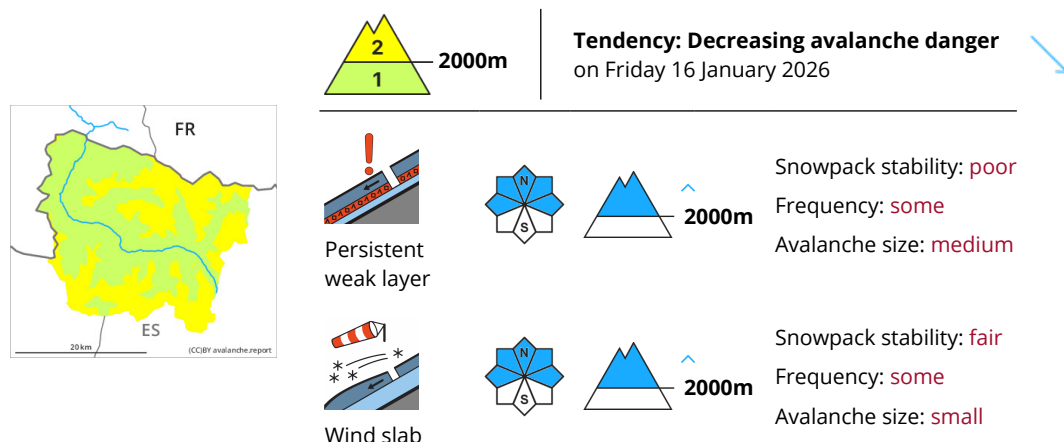 2
1
2000m
Tendency: Decreasing avalanche danger
on Friday 16 January 2026
FR
ES
20 km
(CC)BY avalanche.report
Persistent
weak layer
N
S
2000m
Snowpack stability: poor
Frequency: some
Avalanche size: medium
Wind slab
N
S
2000m
Snowpack stability: fair
Frequency: some
Avalanche size: small